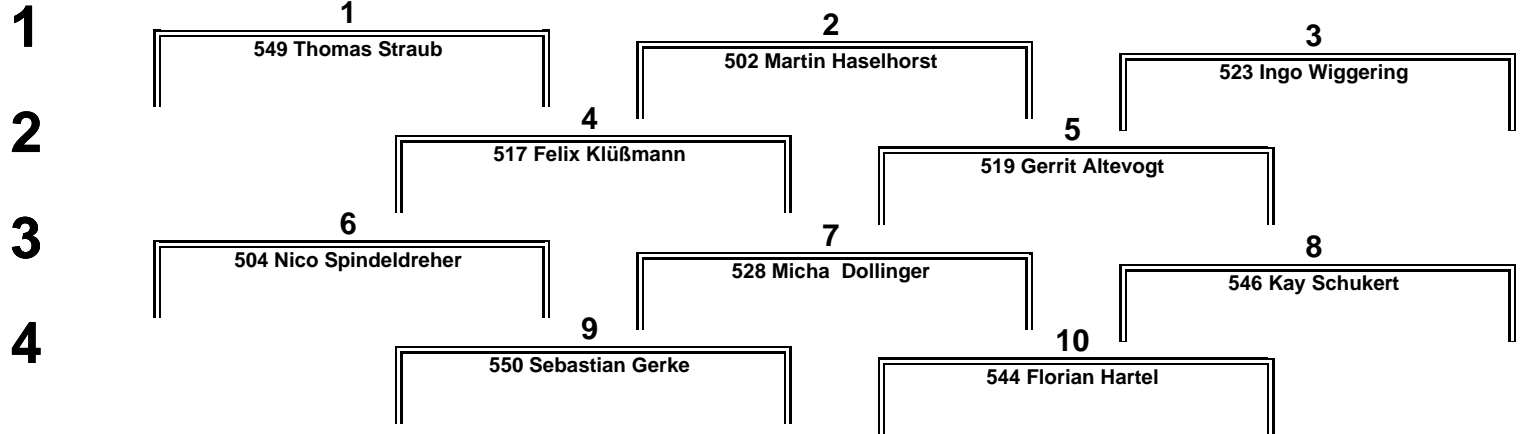 1
1
549 Thomas Straub
2
502 Martin Haselhorst
3
523 Ingo Wiggering
2
4
517 Felix Klüßmann
5
519 Gerrit Altevogt
3
6
504 Nico Spindeldreher
7
528 Micha  Dollinger
8
546 Kay Schukert
4
9
550 Sebastian Gerke
10
544 Florian Hartel